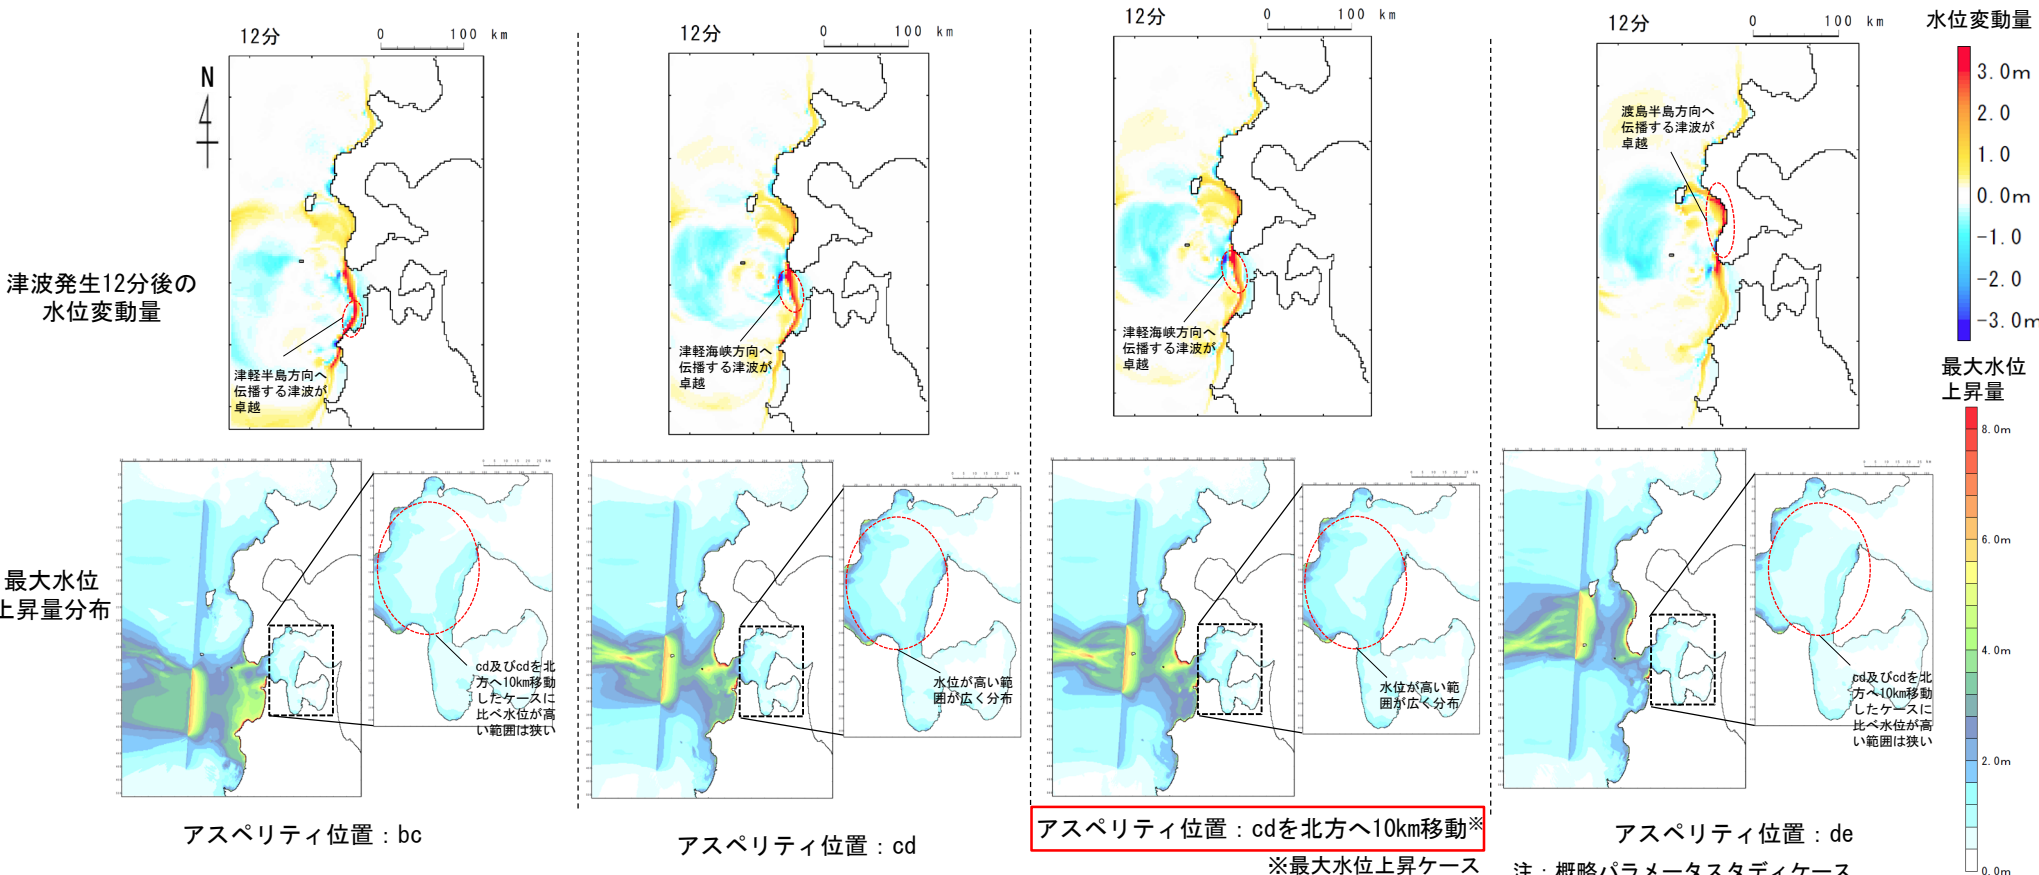 12分
0 100 km
12分
0 100 km
12分
0 100 km
12分
0 100 km
水位変動量
3.0m
2.0
1.0
0.0m
-1.0
-2.0
-3.0m
N
津波発生12分後の
水位変動量
津軽半島方向へ
伝播する津波が
卓越
津軽海峡方向へ
伝播する津波が
卓越
津軽海峡方向へ
伝播する津波が
卓越
渡島半島方向へ
伝播する津波が
卓越
最大水位
上昇量
8.0m
6.0m
4.0m
2.0m
0.0m
最大水位
上昇量分布
cd及びcdを北
方へ10km移動
したケースに
比べ水位が高
い範囲は狭い
水位が高い範
囲が広く分布
水位が高い範
囲が広く分布
cd及びcdを北
方へ10km移動
したケースに
比べ水位が高
い範囲は狭い
アスペリティ位置：bc
アスペリティ位置：cd
アスペリティ位置：cdを北方へ10km移動※
※最大水位上昇ケース
アスペリティ位置：de
注：概略パラメータスタディケース